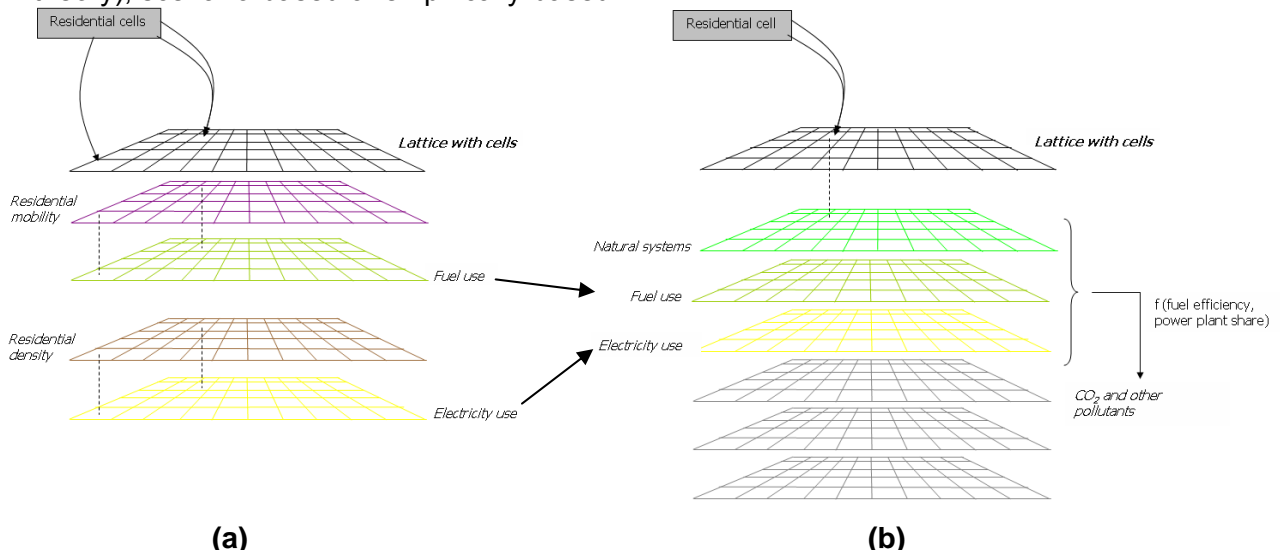 Residential cells
Lattice with cells
Residential
mobility
Fuel use
Residential
density
Electricity use
(a)
Residential cell
Lattice with cells
Natural systems
Fuel use
Electricity use
f (fuel efficiency,
power plant share)
CO₂ and other
pollutants
(b)